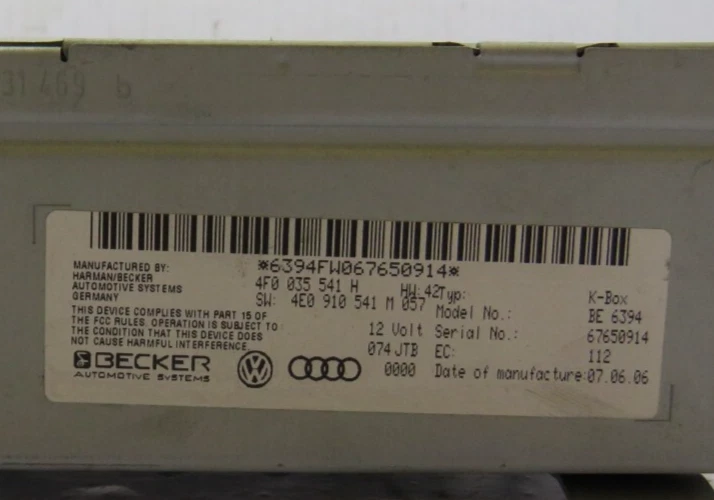 31 469 b
*6394FW067650914*
MANUFACTURED BY:
HARMAN/BECKER
AUTOMOTIVE SYSTEMS
GERMANY
THIS DEVICE COMPLIES WITH PART 15 OF
THE FCC RULES. OPERATION IS SUBJECT TO
THE CONDITION THAT THIS DEVICE DOES
NOT CAUSE HARMFUL INTERFERENCE.
BECKER
AUTOMOTIVE SYSTEMS
4F0 035 541 H HW: 42
SW: 4E0 910 541 M 057
12 Volt
074 JTB
0000
Typ: K-Box
Model No.: BE 6394
Serial No.: 67650914
EC: 112
Date of manufacture: 07.06.06